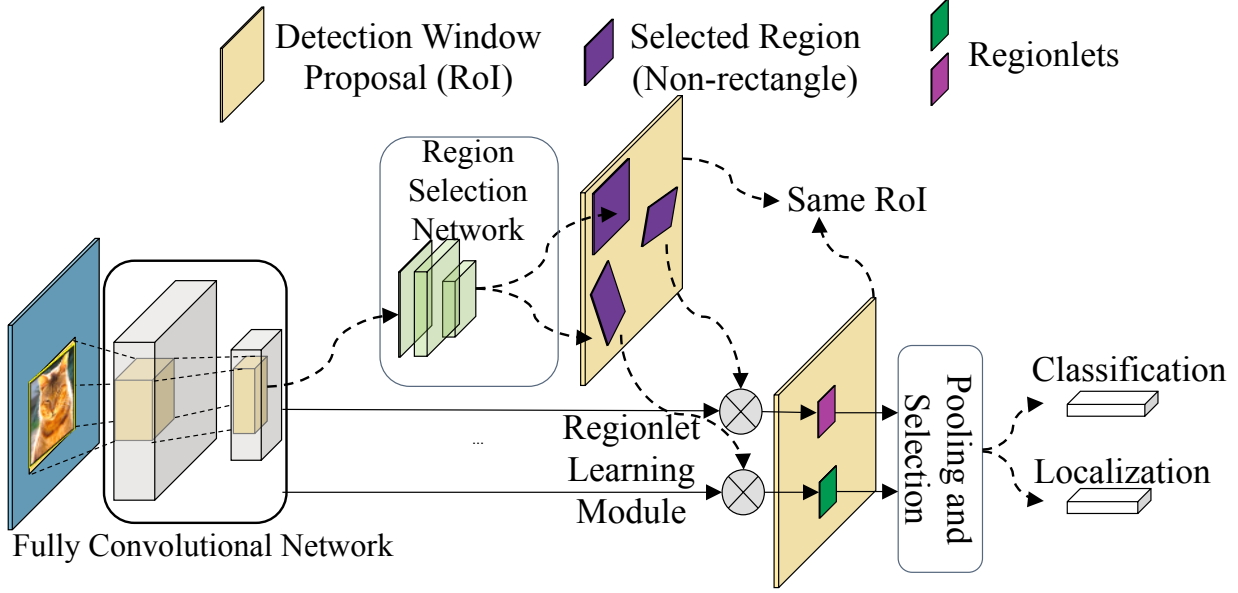 Detection Window
Proposal (RoI)
Selected Region
(Non-rectangle)
Regionlets
Region
Selection
Network
Same RoI
Fully Convolutional Network
...
Regionlet
Learning
Module
Pooling and
Selection
Classification
Localization